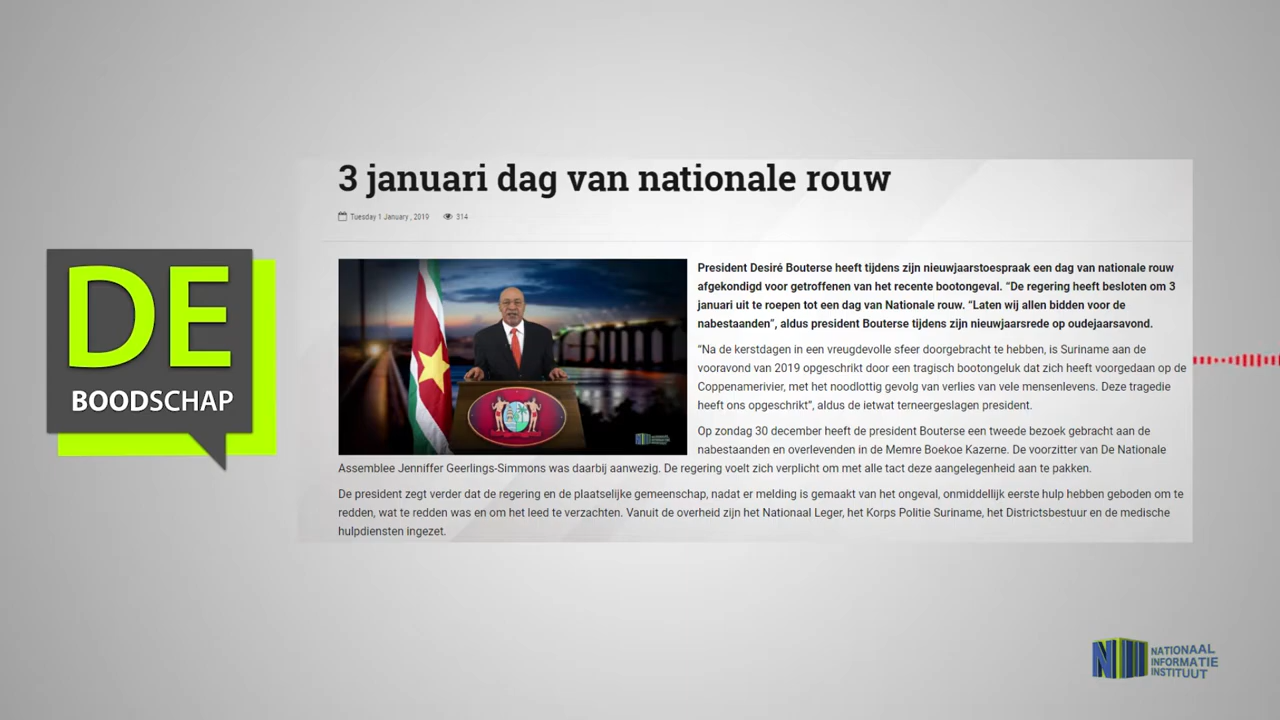 3 januari dag van nationale rouw
Tuesday 1 January , 2019 314
DE
BOODSCHAP
President Desiré Bouterse heeft tijdens zijn nieuwjaarstoespraak een dag van nationale rouw
afgekondigd voor getroffenen van het recente bootongeval. “De regering heeft besloten om 3
januari uit te roepen tot een dag van Nationale rouw. “Laten wij allen bidden voor de
nabestaanden”, aldus president Bouterse tijdens zijn nieuwjaarsrede op oudejaarsavond.
“Na de kerstdagen in een vreugdevolle sfeer doorgebracht te hebben, is Suriname aan de
vooravond van 2019 opgeschrikt door een tragisch bootongeluk dat zich heeft voorgedaan op de
Coppenamerivier, met het noodlottig gevolg van verlies van vele mensenlevens. Deze tragedie
heeft ons opgeschrikt”, aldus de ietwat terneergeslagen president.
Op zondag 30 december heeft de president Bouterse een tweede bezoek gebracht aan de
nabestaanden en overlevenden in de Memre Boekoe Kazerne. De voorzitter van De Nationale
Assemblee Jenniffer Geerlings-Simmons was daarbij aanwezig. De regering voelt zich verplicht om met alle tact deze aangelegenheid aan te pakken.
De president zegt verder dat de regering en de plaatselijke gemeenschap, nadat er melding is gemaakt van het ongeval, onmiddellijk eerste hulp hebben geboden om te
redden, wat te redden was en om het leed te verzachten. Vanuit de overheid zijn het Nationaal Leger, het Korps Politie Suriname, het Districtsbestuur en de medische
hulpdiensten ingezet.
NATIONAAL
INFORMATIE
INSTITUUT